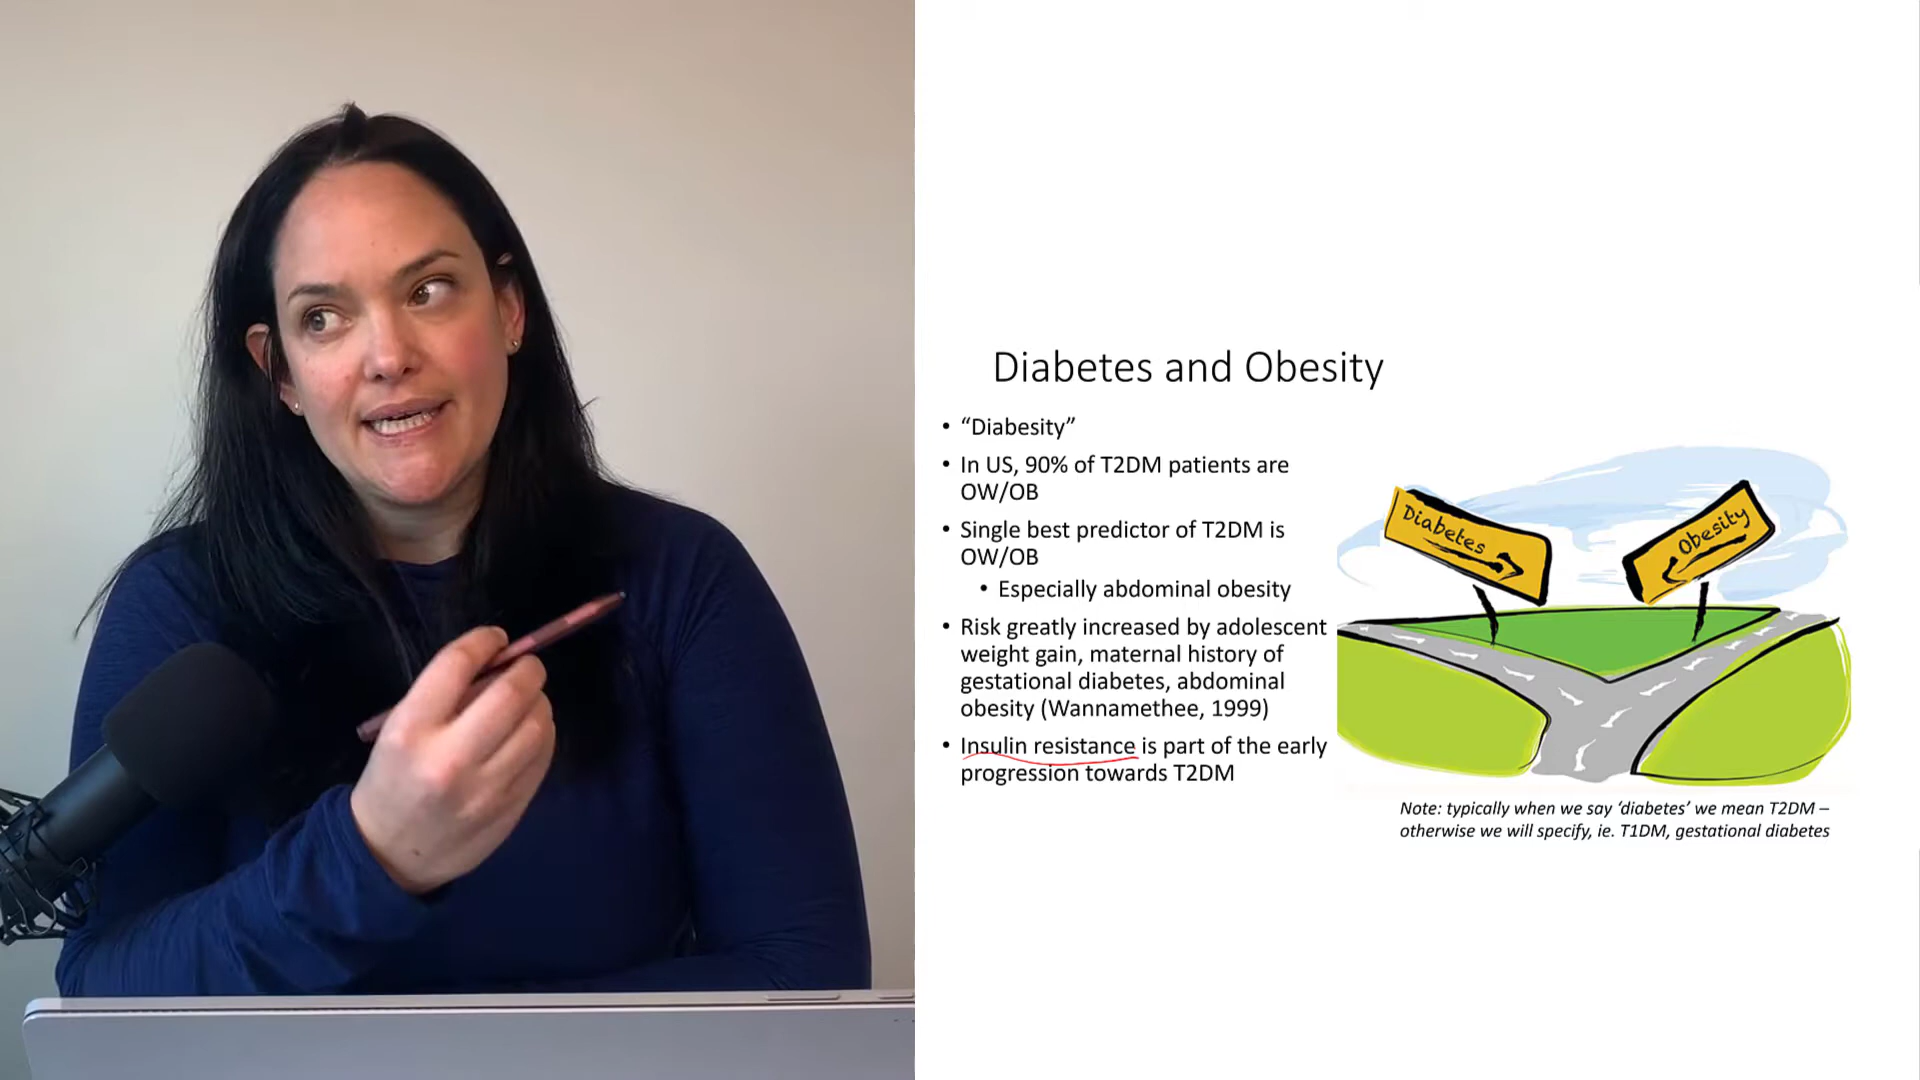 Diabetes and Obesity
• “Diabesity”
• In US, 90% of T2DM patients are
OW/OB
• Single best predictor of T2DM is
OW/OB
• Especially abdominal obesity
• Risk greatly increased by adolescent
weight gain, maternal history of
gestational diabetes, abdominal
obesity (Wannamethee, 1999)
• Insulin resistance is part of the early
progression towards T2DM
Diabetes
Obesity
Note: typically when we say ‘diabetes’ we mean T2DM –
otherwise we will specify, ie. T1DM, gestational diabetes